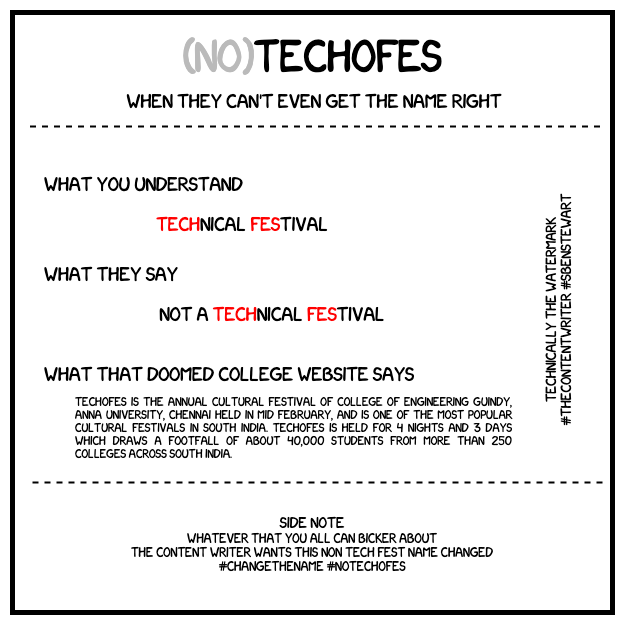 (NO)TECHOFES
WHEN THEY CAN'T EVEN GET THE NAME RIGHT
WHAT YOU UNDERSTAND
TECHNICAL FESTIVAL
WHAT THEY SAY
NOT A TECHNICAL FESTIVAL
WHAT THAT DOOMED COLLEGE WEBSITE SAYS
TECHOFES IS THE ANNUAL CULTURAL FESTIVAL OF COLLEGE OF ENGINEERING GUINDY,
ANNA UNIVERSITY, CHENNAI HELD IN MID FEBRUARY, AND IS ONE OF THE MOST POPULAR
CULTURAL FESTIVALS IN SOUTH INDIA. TECHOFES IS HELD FOR 4 NIGHTS AND 3 DAYS
WHICH DRAWS A FOOTFALL OF ABOUT 40,000 STUDENTS FROM MORE THAN 250
COLLEGES ACROSS SOUTH INDIA.
TECHNICALLY THE WATERMARK
#THECONTENTWRITER #SBENSTEWART
SIDE NOTE
WHATEVER THAT YOU ALL CAN BICKER ABOUT
THE CONTENT WRITER WANTS THIS NON TECH FEST NAME CHANGED
#CHANGETHENAME #NOTECHOFES